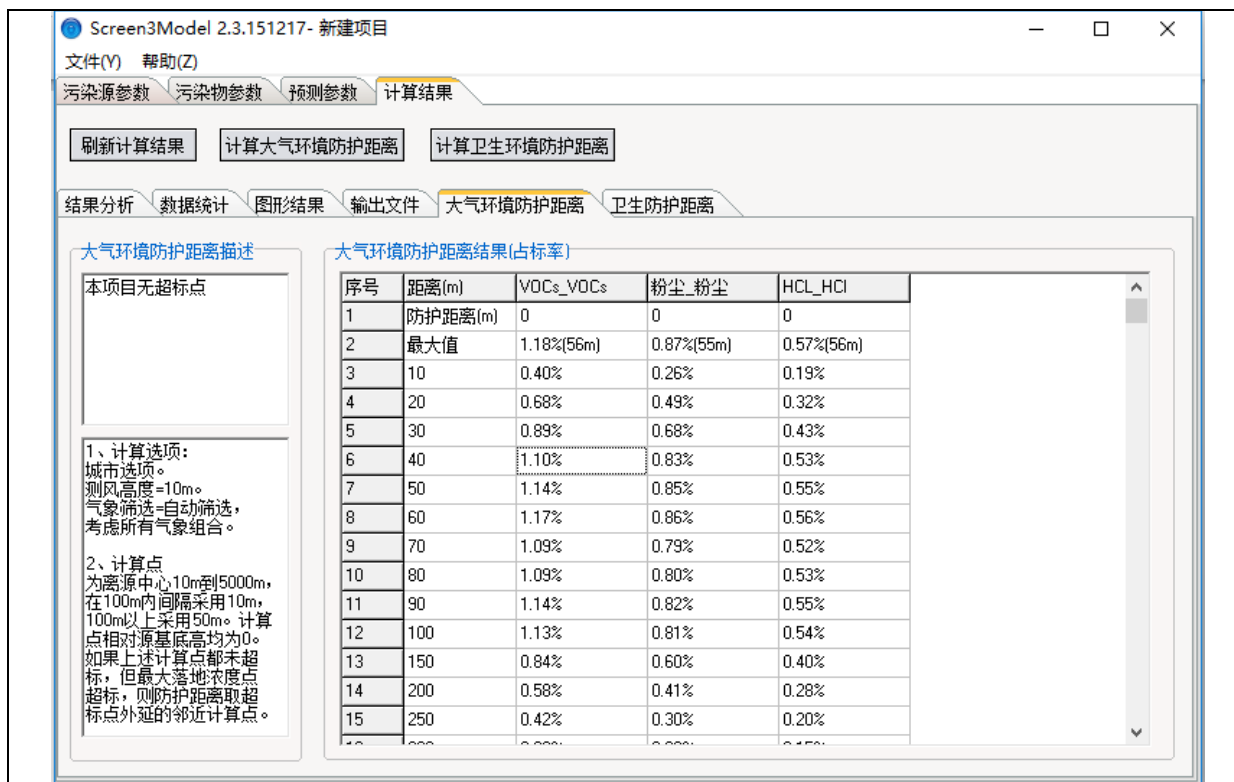 Screen3Model 2.3.151217- 新建项目
文件(Y) 帮助(Z)
污染源参数 污染物参数 预测参数 计算结果
刷新计算结果 计算大气环境防护距离 计算卫生环境防护距离
结果分析 数据统计 图形结果 输出文件 大气环境防护距离 卫生防护距离
大气环境防护距离描述
本项目无超标点
1、计算选项:
城市选项。
测风高度=10m。
气象筛选=自动筛选,
考虑所有气象组合。
2、计算点
为离源中心10m到5000m,
在100m内间隔采用10m,
100m以上采用50m。计算
点相对源基底高均为0。
如果上述计算点都未超
标,但最大落地浓度点
超标,则防护距离取超
标点外延的邻近计算点。
大气环境防护距离结果(占标率)
序号 距离(m) VOCs_VOCs 粉尘_粉尘 HCL_HCl
1 防护距离(m) 0 0 0
2 最大值 1.18%(56m) 0.87%(55m) 0.57%(56m)
3 10 0.40% 0.26% 0.19%
4 20 0.68% 0.49% 0.32%
5 30 0.89% 0.68% 0.43%
6 40 1.10% 0.83% 0.53%
7 50 1.14% 0.85% 0.55%
8 60 1.17% 0.86% 0.56%
9 70 1.09% 0.79% 0.52%
10 80 1.09% 0.80% 0.53%
11 90 1.14% 0.82% 0.55%
12 100 1.13% 0.81% 0.54%
13 150 0.84% 0.60% 0.40%
14 200 0.58% 0.41% 0.28%
15 250 0.42% 0.30% 0.20%